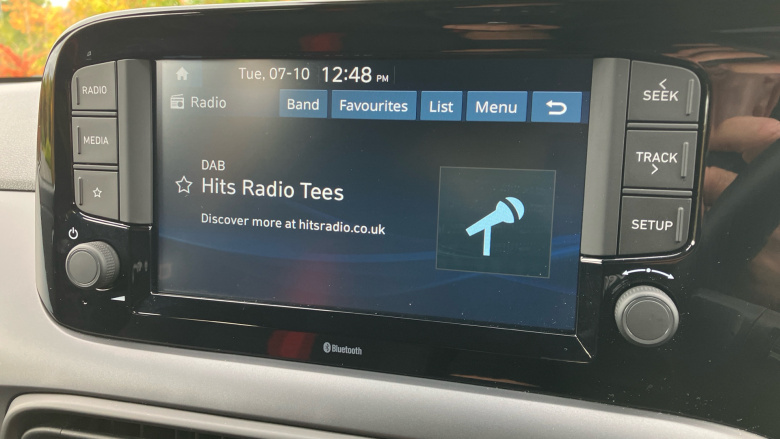 Tue, 07-10 12:48 PM
Radio Band Favourites List Menu
DAB
Hits Radio Tees
Discover more at hitsradio.co.uk
RADIO
MEDIA
SEEK
TRACK
SETUP
Bluetooth